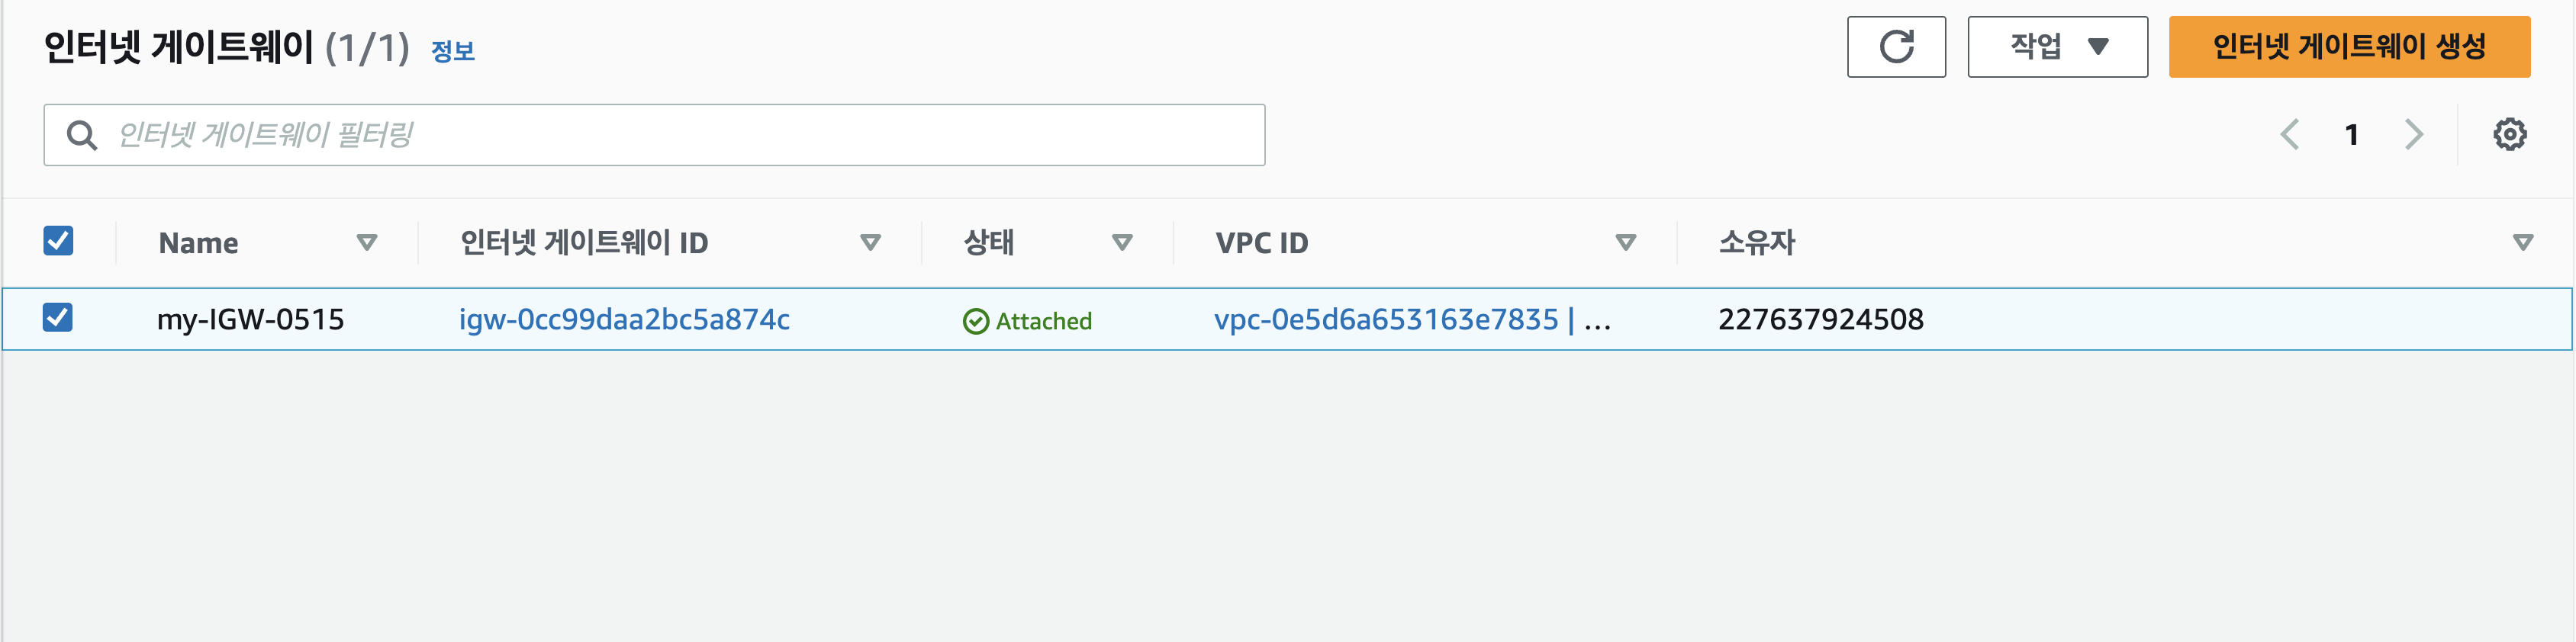 인터넷 게이트웨이 (1/1) 정보 작업 인터넷 게이트웨이 생성
인터넷 게이트웨이 필터링 1
Name 인터넷 게이트웨이 ID 상태 VPC ID 소유자
my-IGW-0515 igw-0cc99daa2bc5a874c Attached vpc-0e5d6a653163e7835 | ... 227637924508